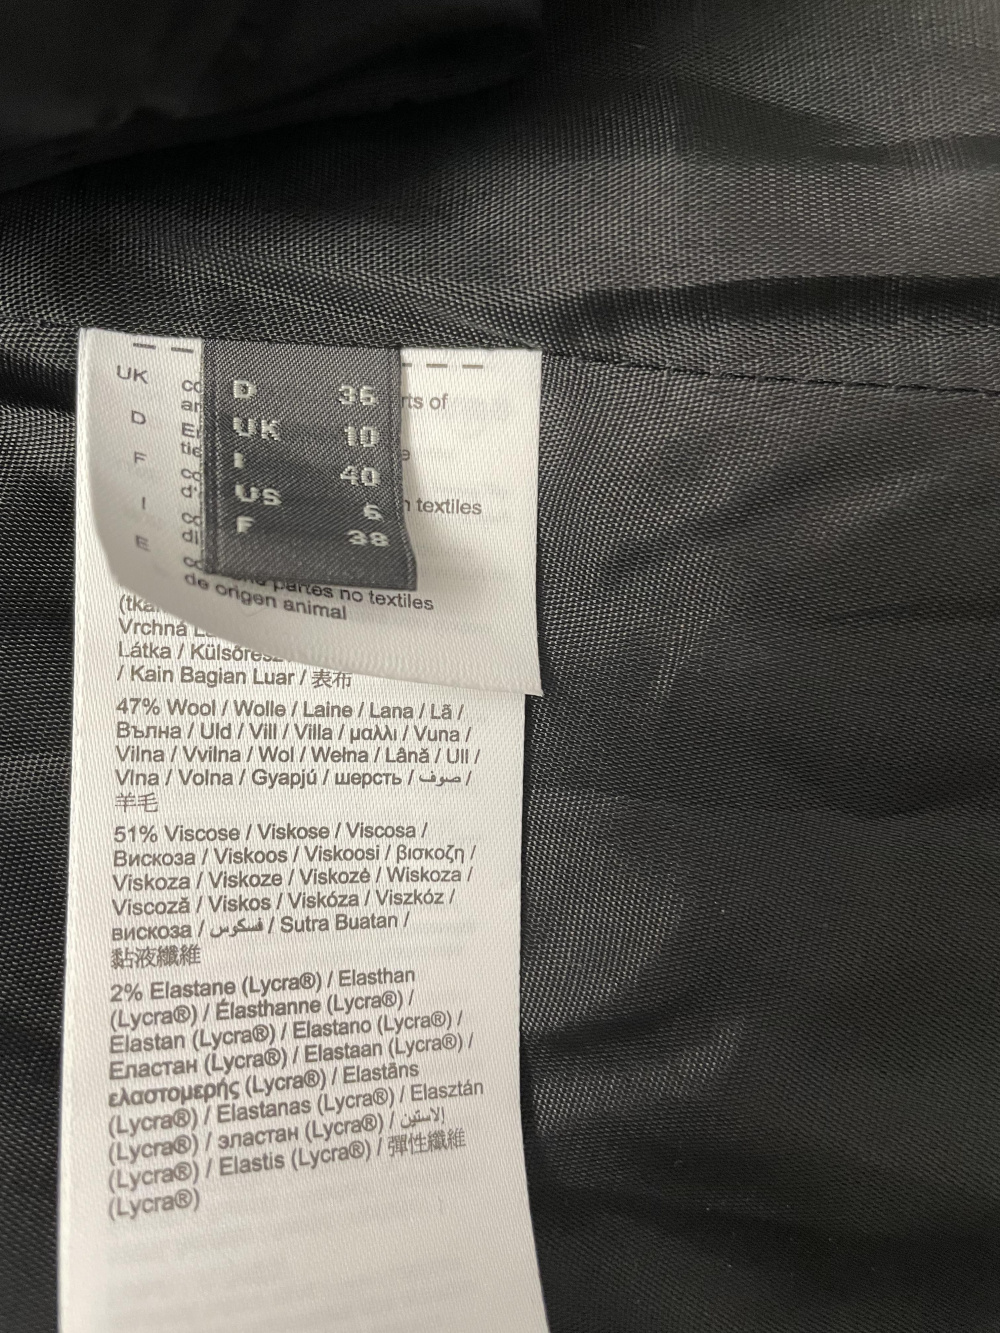 D 36
UK 10
I 40
US 6
F 38
UK
D
F
I
E
rts of
textiles
partes no textiles
de origen animal
Vrchná
Látka /
/ Kain Bagian Luar / 表布
47% Wool / Wolle / Laine / Lana / Lã /
Вълна / Uld / Vill / Villa / μαλλι / Vuna /
Vilna / Vvilna / Wol / Wełna / Lână / Ull /
Vlna / Volna / Gyapjú / шерсть / صوف /
羊毛
51% Viscose / Viskose / Viscosa /
Вискоза / Viskoos / Viskoosi / βισκοζη /
Viskoza / Viskoze / Viskozė / Wiskoza /
Viscoză / Viskos / Viskóza / Viszkóz /
вискоза / فسكوس / Sutra Buatan /
黏液纖維
2% Elastane (Lycra®) / Elasthan
(Lycra®) / Élasthanne (Lycra®) /
Elastan (Lycra®) / Elastano (Lycra®) /
Еластан (Lycra®) / Elastaan (Lycra®) /
ελαστομερής (Lycra®) / Elastāns
(Lycra®) / Elastanas (Lycra®) / Elasztán
(Lycra®) / эластан (Lycra®) / الاستين
(Lycra®) / Elastis (Lycra®) / 彈性纖維
(Lycra®)